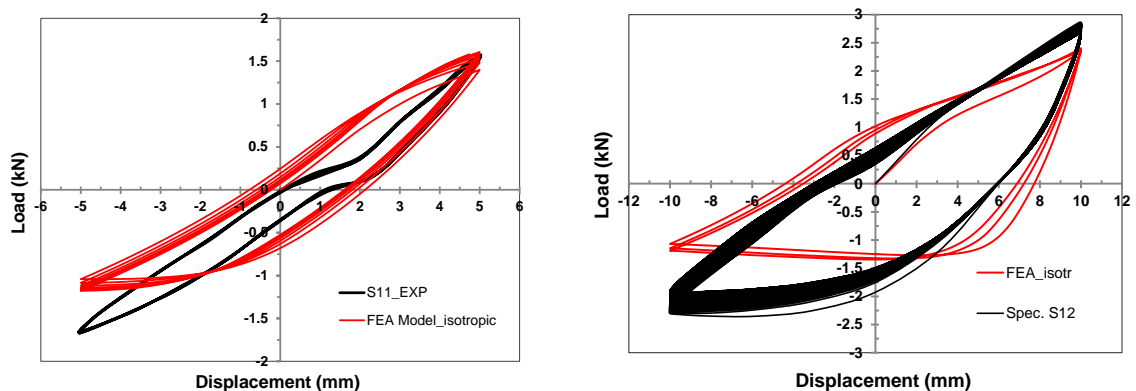 2
1.5
1
0.5
0
-6 -5 -4 -3 -2 -1 0 1 2 3 4 5 6
-0.5
-1
-1.5
-2
Load (kN)
Displacement (mm)
S11_EXP
FEA Model_isotropic
3
2.5
2
1.5
1
0.5
0
-12 -10 -8 -6 -4 -2 0 2 4 6 8 10 12
-0.5
-1
-1.5
-2
-2.5
-3
Load (kN)
Displacement (mm)
FEA_isotr
Spec. S12